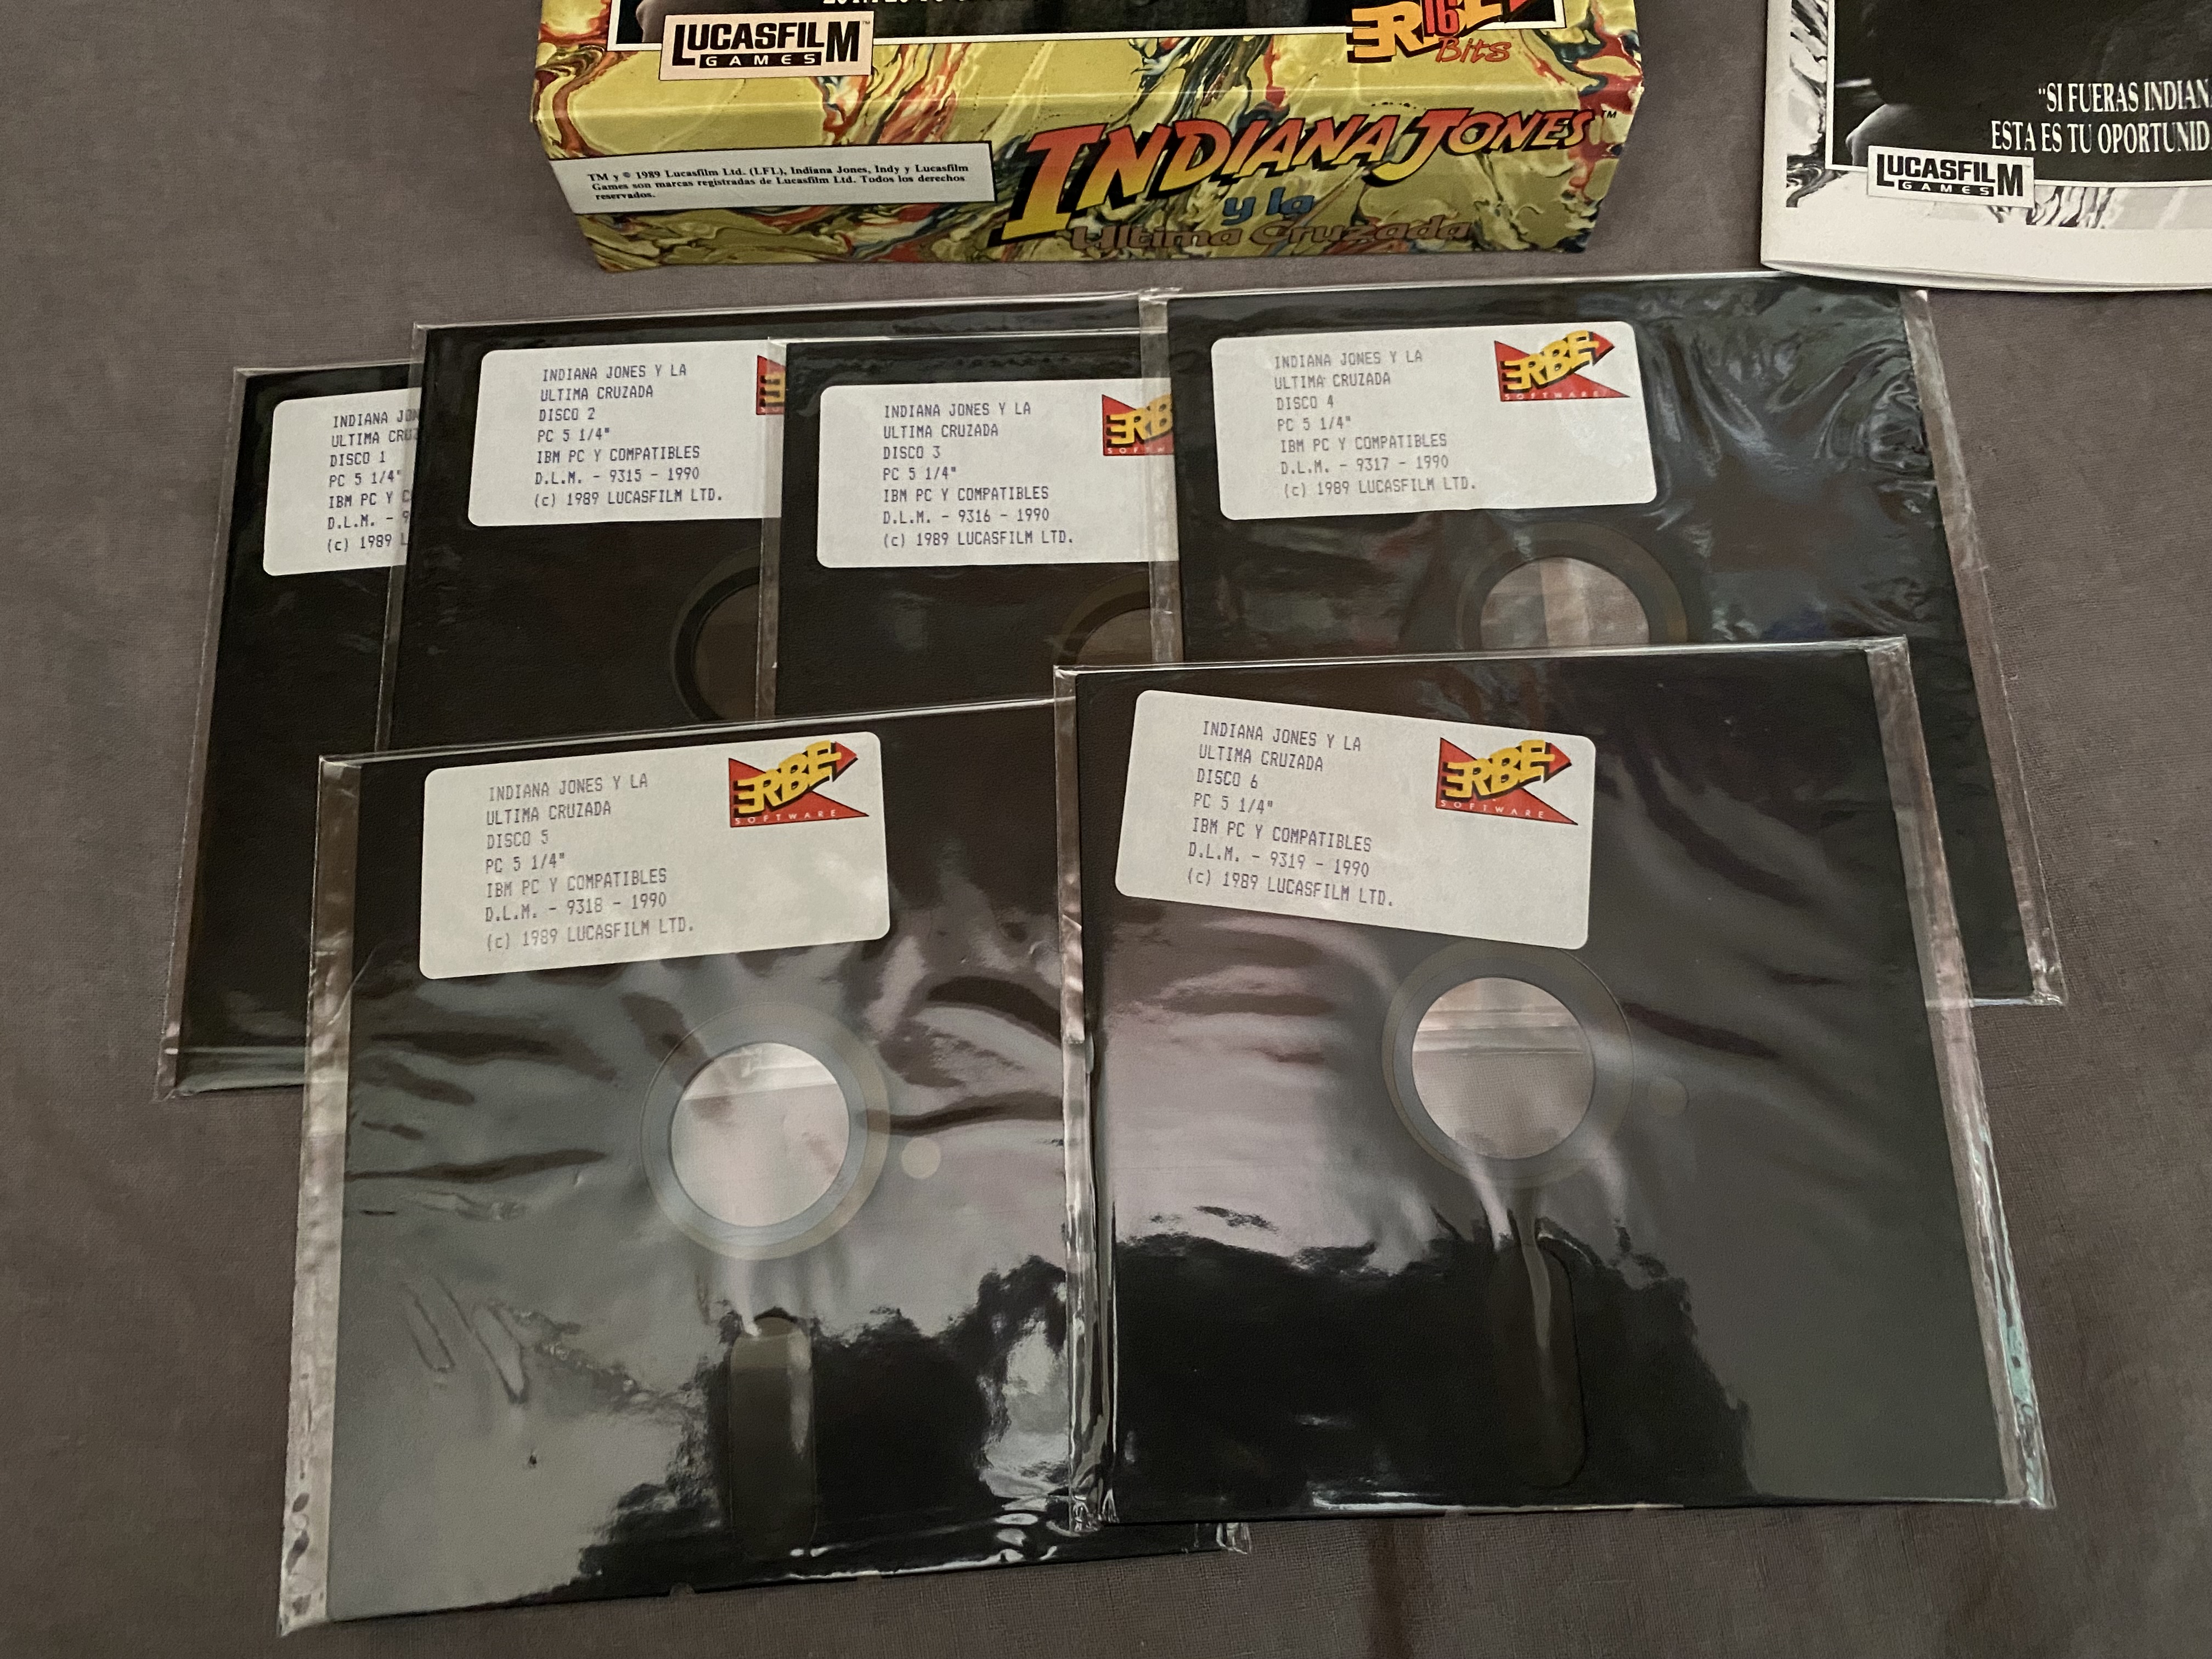 LUCASFILM™
GAMES
ERBE
16
Bits
TM y © 1989 Lucasfilm Ltd. (LFL), Indiana Jones, Indy y Lucasfilm
Games son marcas registradas de Lucasfilm Ltd. Todos los derechos
reservados.
INDIANA JONES™
y la
Ultima Cruzada
"SI FUERAS INDIAN
ESTA ES TU OPORTUNID
LUCASFILM™
GAMES
INDIANA JON
ULTIMA CRUZ
DISCO 1
PC 5 1/4"
IBM PC Y C
D.L.M. - 9
(c) 1989 L
INDIANA JONES Y LA
ULTIMA CRUZADA
DISCO 2
PC 5 1/4"
IBM PC Y COMPATIBLES
D.L.M. - 9315 - 1990
(c) 1989 LUCASFILM LTD.
INDIANA JONES Y LA
ULTIMA CRUZADA
DISCO 3
PC 5 1/4"
IBM PC Y COMPATIBLES
D.L.M. - 9316 - 1990
(c) 1989 LUCASFILM LTD.
ERB
SOFTW
INDIANA JONES Y LA
ULTIMA CRUZADA
DISCO 4
PC 5 1/4"
IBM PC Y COMPATIBLES
D.L.M. - 9317 - 1990
(c) 1989 LUCASFILM LTD.
ERBE
SOFTWARE
INDIANA JONES Y LA
ULTIMA CRUZADA
DISCO 5
PC 5 1/4"
IBM PC Y COMPATIBLES
D.L.M. - 9318 - 1990
(c) 1989 LUCASFILM LTD.
ERBE
SOFTWARE
INDIANA JONES Y LA
ULTIMA CRUZADA
DISCO 6
PC 5 1/4"
IBM PC Y COMPATIBLES
D.L.M. - 9319 - 1990
(c) 1989 LUCASFILM LTD.
ERBE
SOFTWARE